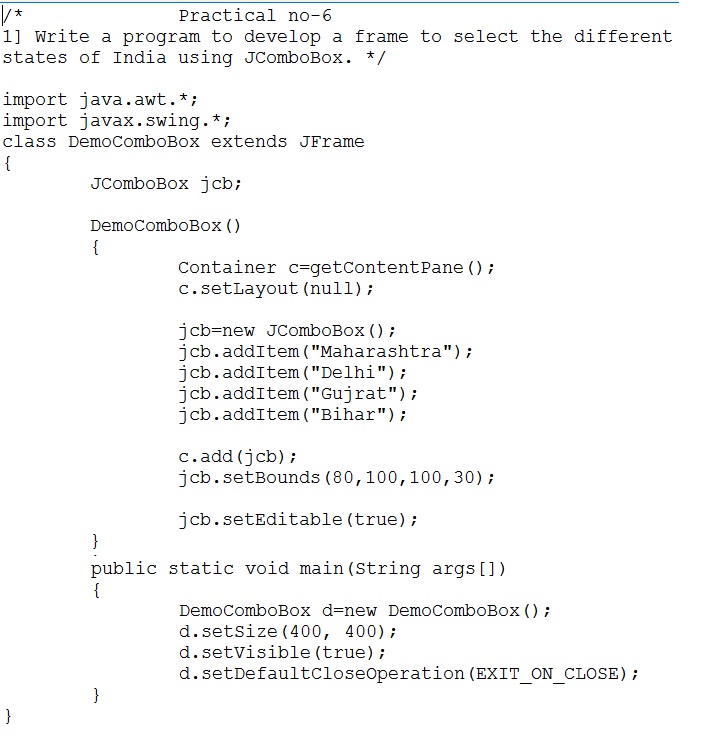 /*              Practical no-6
1] Write a program to develop a frame to select the different
states of India using JComboBox. */

import java.awt.*;
import javax.swing.*;
class DemoComboBox extends JFrame
{
        JComboBox jcb;

        DemoComboBox()
        {
                Container c=getContentPane();
                c.setLayout(null);

                jcb=new JComboBox();
                jcb.addItem("Maharashtra");
                jcb.addItem("Delhi");
                jcb.addItem("Gujrat");
                jcb.addItem("Bihar");

                c.add(jcb);
                jcb.setBounds(80,100,100,30);

                jcb.setEditable(true);
        }
        public static void main(String args[])
        {
                DemoComboBox d=new DemoComboBox();
                d.setSize(400, 400);
                d.setVisible(true);
                d.setDefaultCloseOperation(EXIT_ON_CLOSE);
        }
}